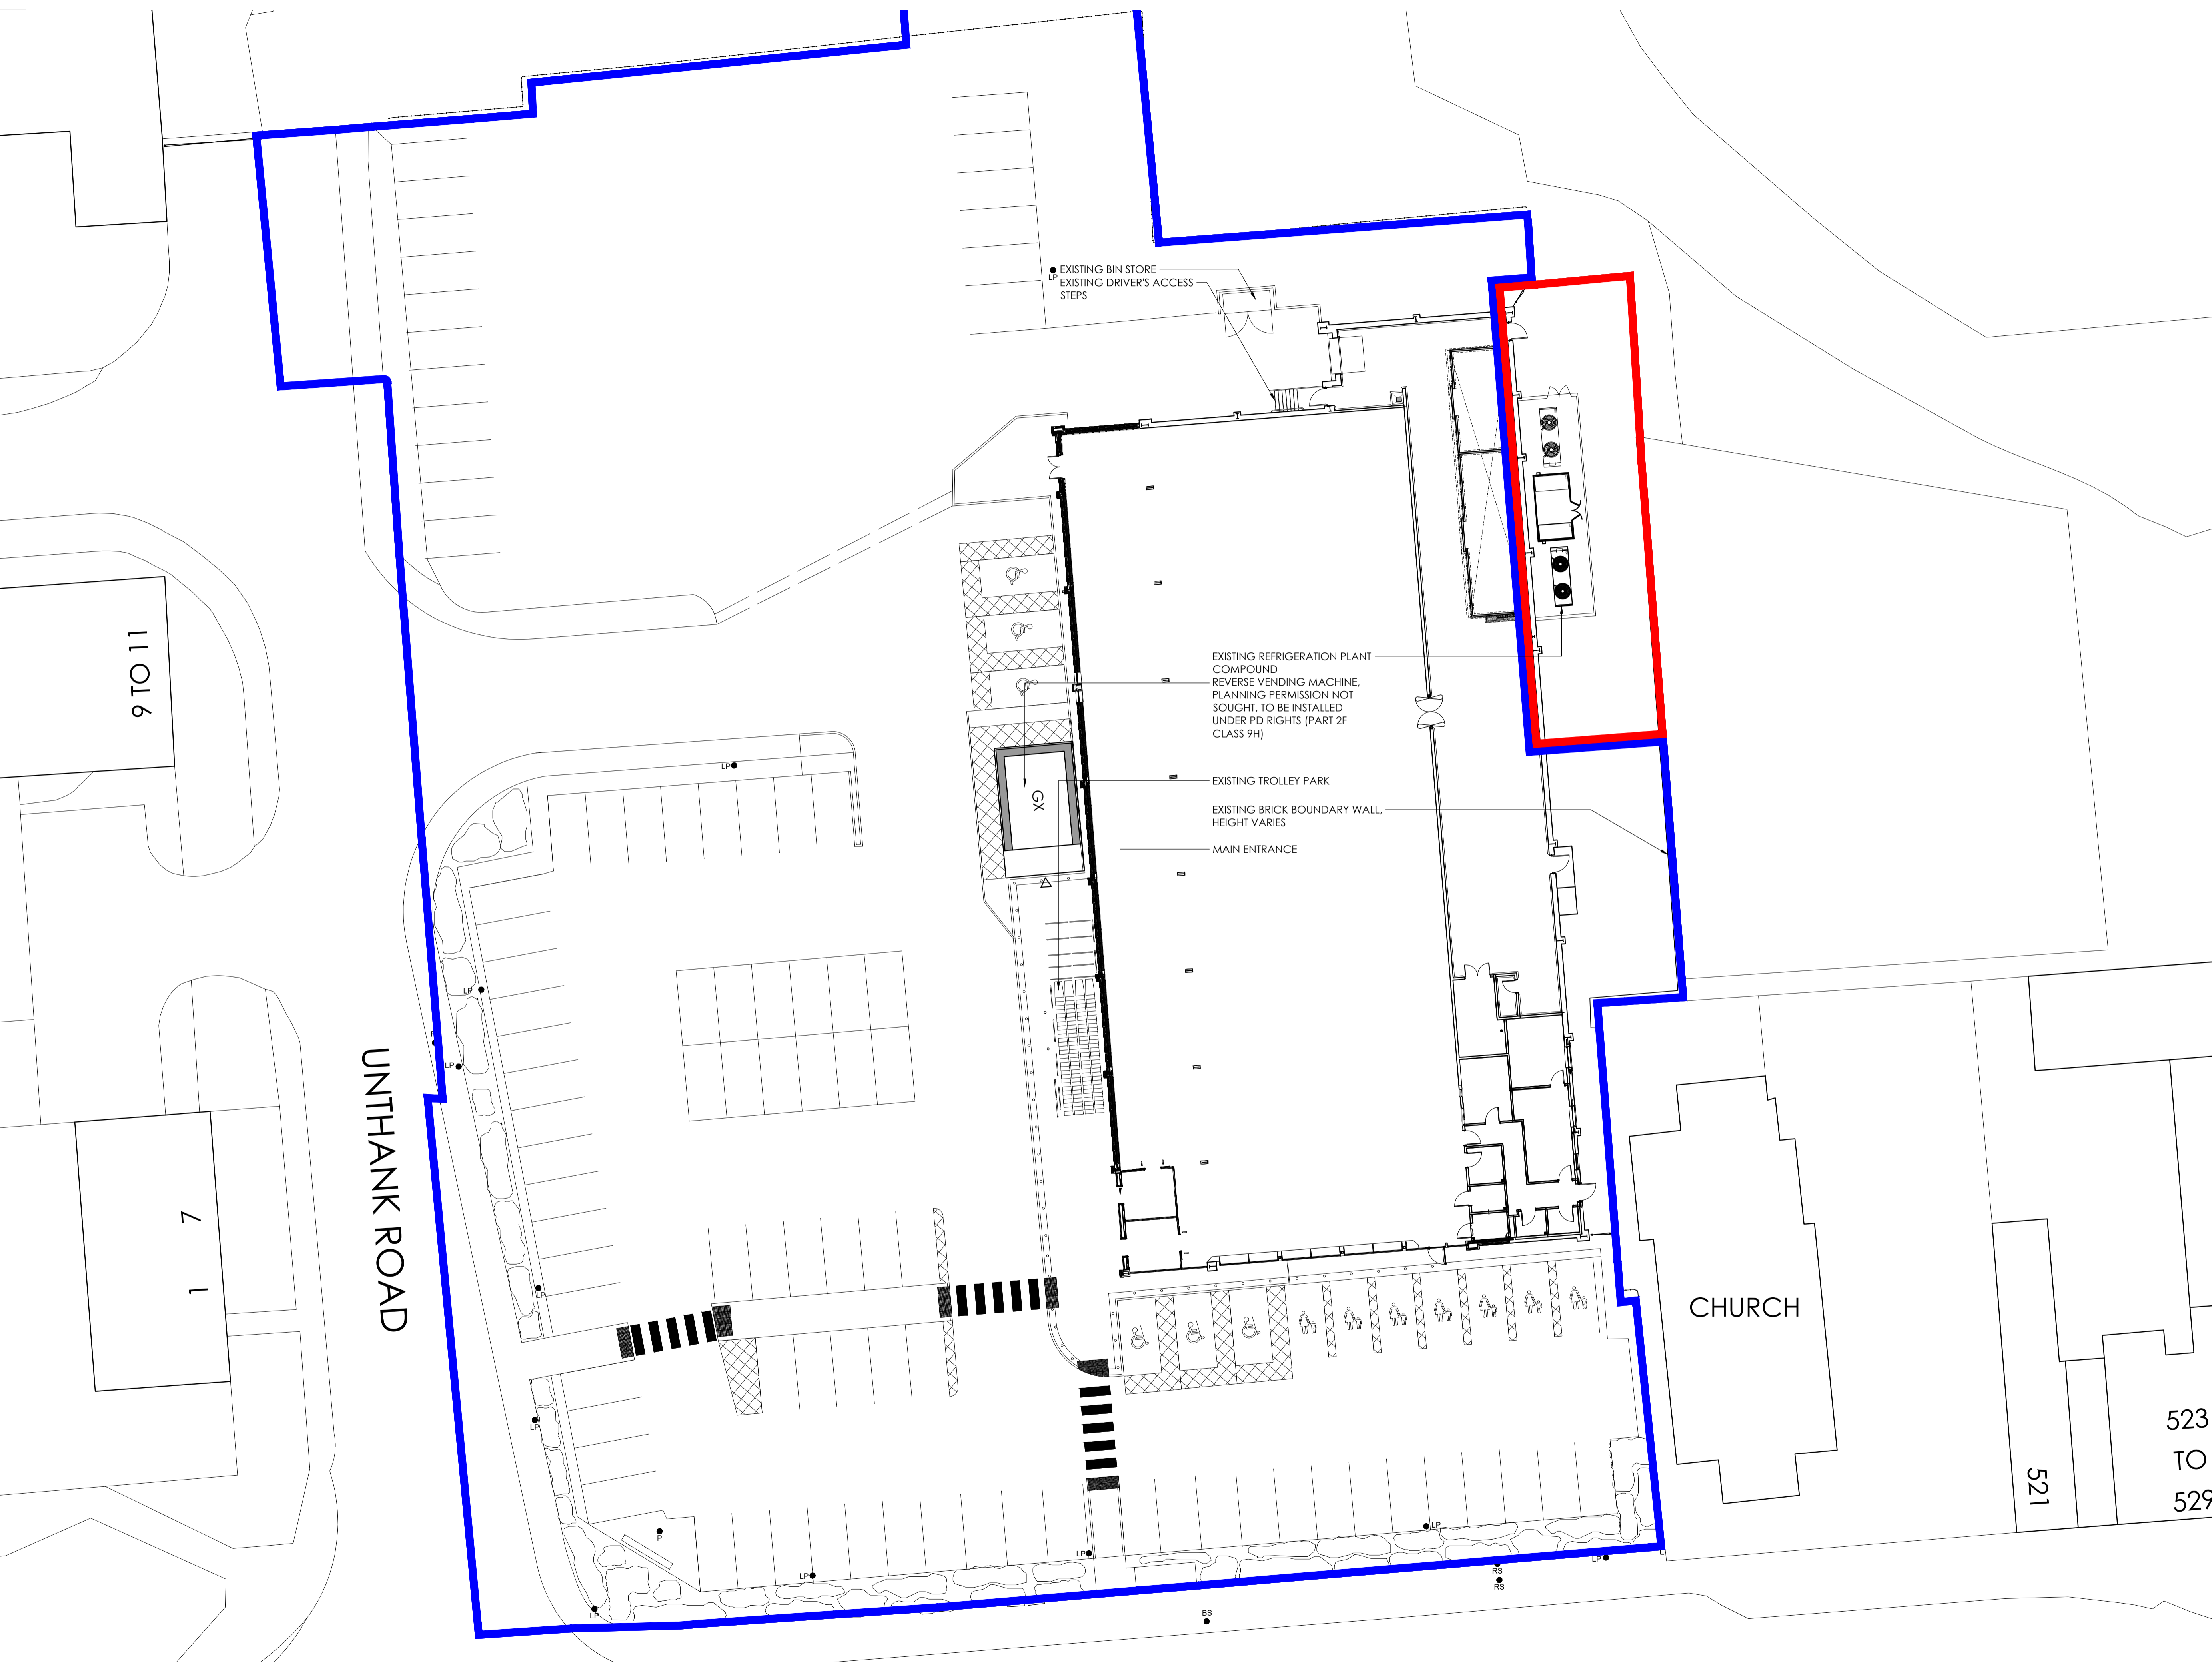 LP
EXISTING BIN STORE
EXISTING DRIVER'S ACCESS
STEPS
EXISTING REFRIGERATION PLANT
COMPOUND
REVERSE VENDING MACHINE,
PLANNING PERMISSION NOT
SOUGHT, TO BE INSTALLED
UNDER PD RIGHTS (PART 2F
CLASS 9H)
EXISTING TROLLEY PARK
EXISTING BRICK BOUNDARY WALL,
HEIGHT VARIES
MAIN ENTRANCE
GX
9 TO 11
7
1
UNTHANK ROAD
LP
LP
LP
LP
LP
LP
P
LP
LP
LP
LP
RS
RS
BS
CHURCH
521
523
TO
529